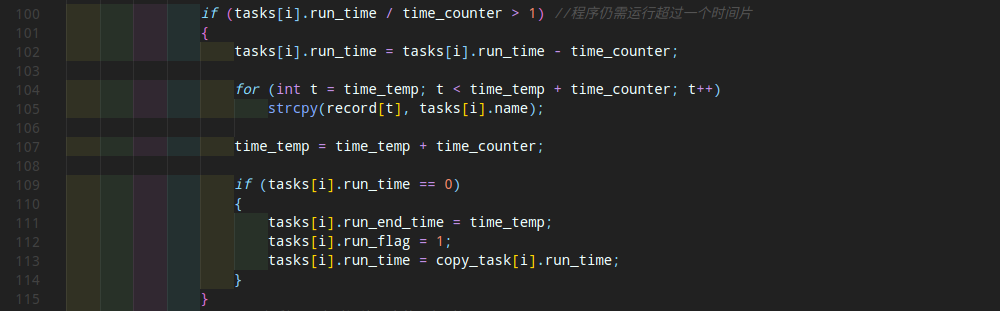 100 if (tasks[i].run_time / time_counter > 1) //程序仍需运行超过一个时间片
101 {
102 tasks[i].run_time = tasks[i].run_time - time_counter;
103
104 for (int t = time_temp; t < time_temp + time_counter; t++)
105 strcpy(record[t], tasks[i].name);
106
107 time_temp = time_temp + time_counter;
108
109 if (tasks[i].run_time == 0)
110 {
111 tasks[i].run_end_time = time_temp;
112 tasks[i].run_flag = 1;
113 tasks[i].run_time = copy_task[i].run_time;
114 }
115 }